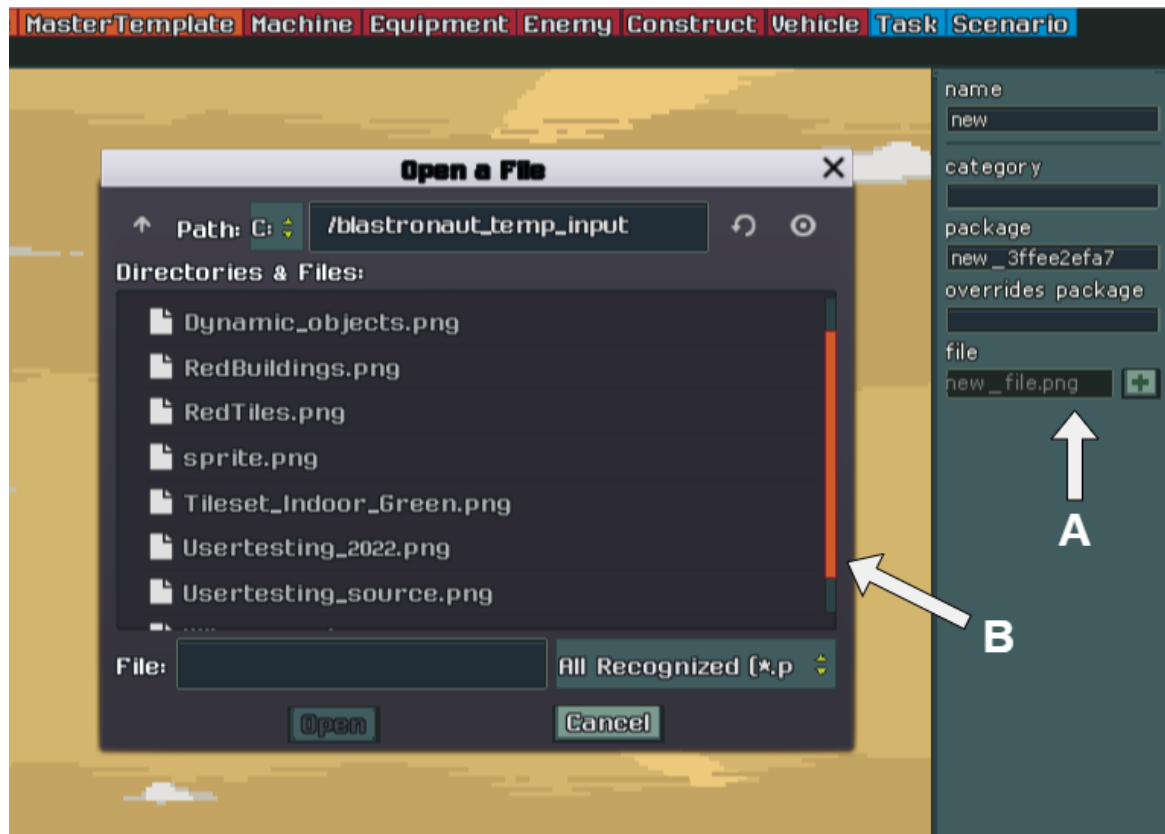 MasterTemplate Machine Equipment Enemy Construct Vehicle Task Scenario
name
new
category
package
new_3ffee2efa7
overrides package
file
new_file.png
A
Open a File
Path: C: /blastronaut_temp_input
Directories & Files:
Dynamic_objects.png
RedBuildings.png
RedTiles.png
sprite.png
Tileset_Indoor_Green.png
Usertesting_2022.png
Usertesting_source.png
B
File: All Recognized (*.p
Open Cancel